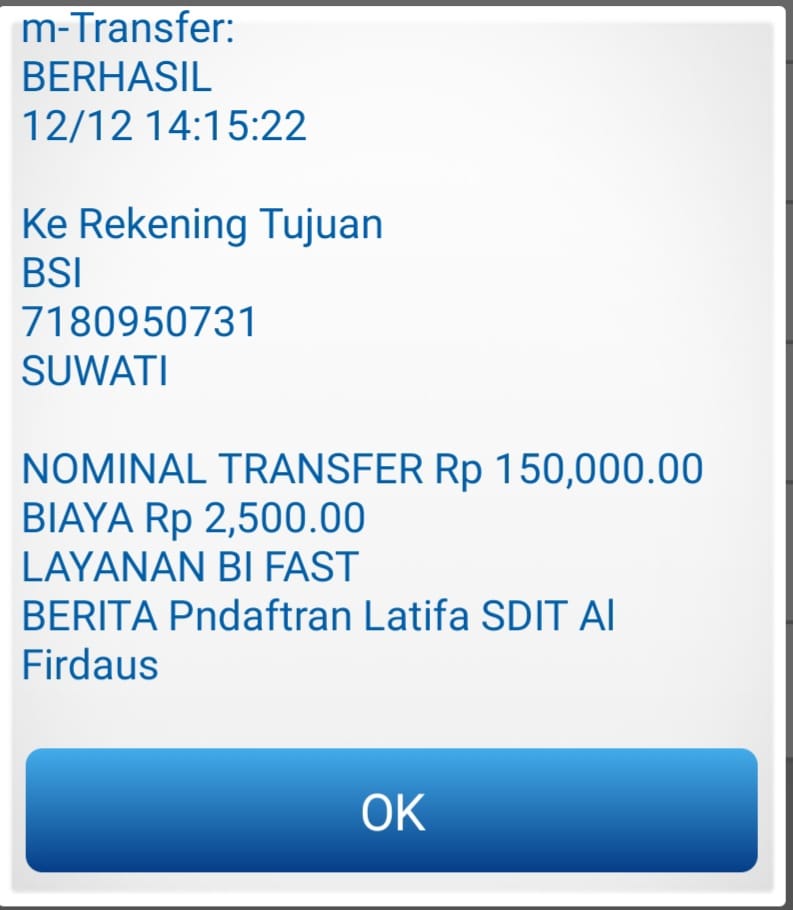 m-Transfer:
BERHASIL
12/12 14:15:22
Ke Rekening Tujuan
BSI
7180950731
SUWATI
NOMINAL TRANSFER Rp 150,000.00
BIAYA Rp 2,500.00
LAYANAN BI FAST
BERITA Pndaftran Latifa SDIT Al
Firdaus
OK